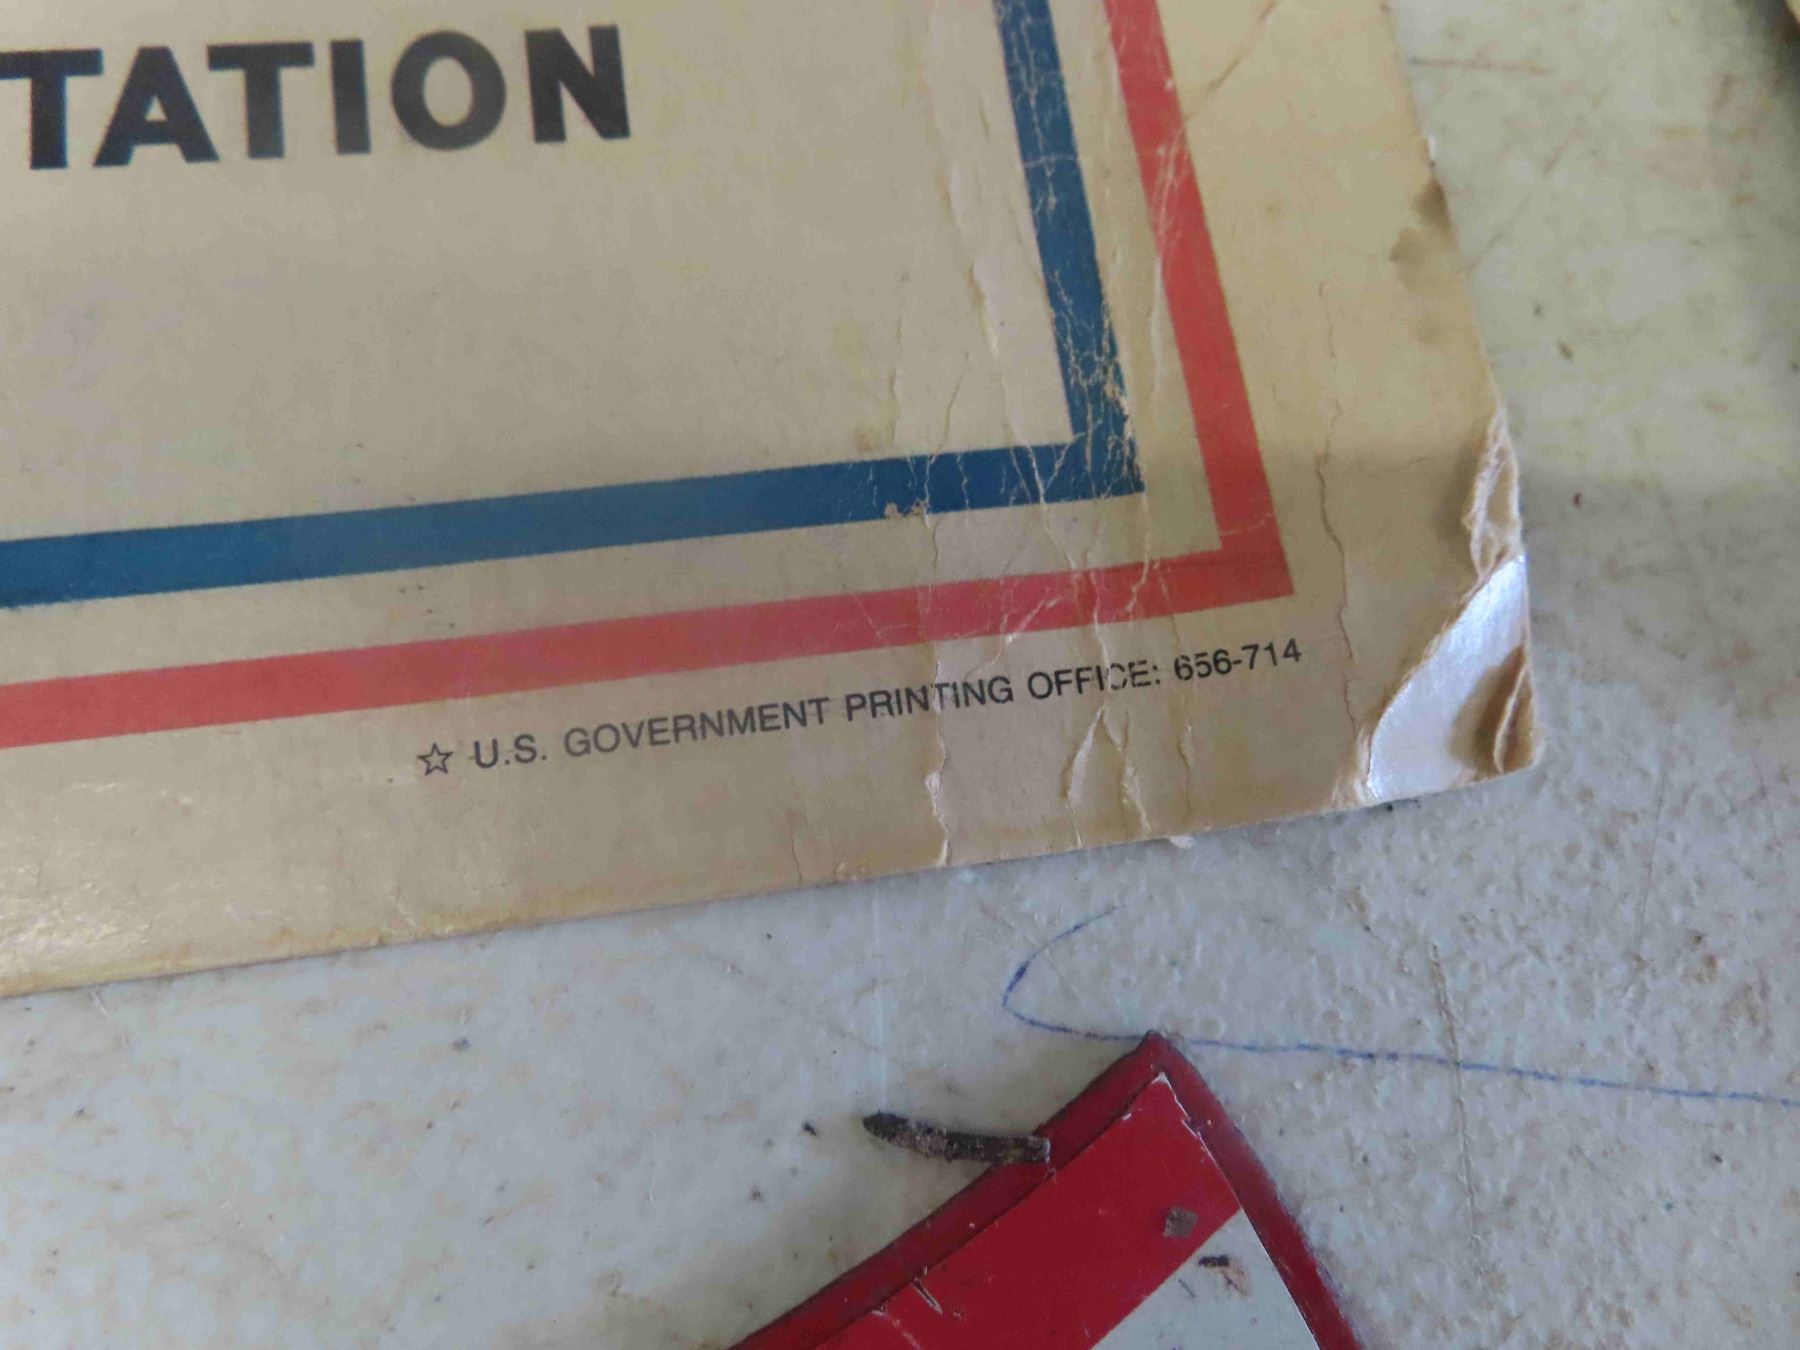 TATION
☆ U.S. GOVERNMENT PRINTING OFFICE: 656-714